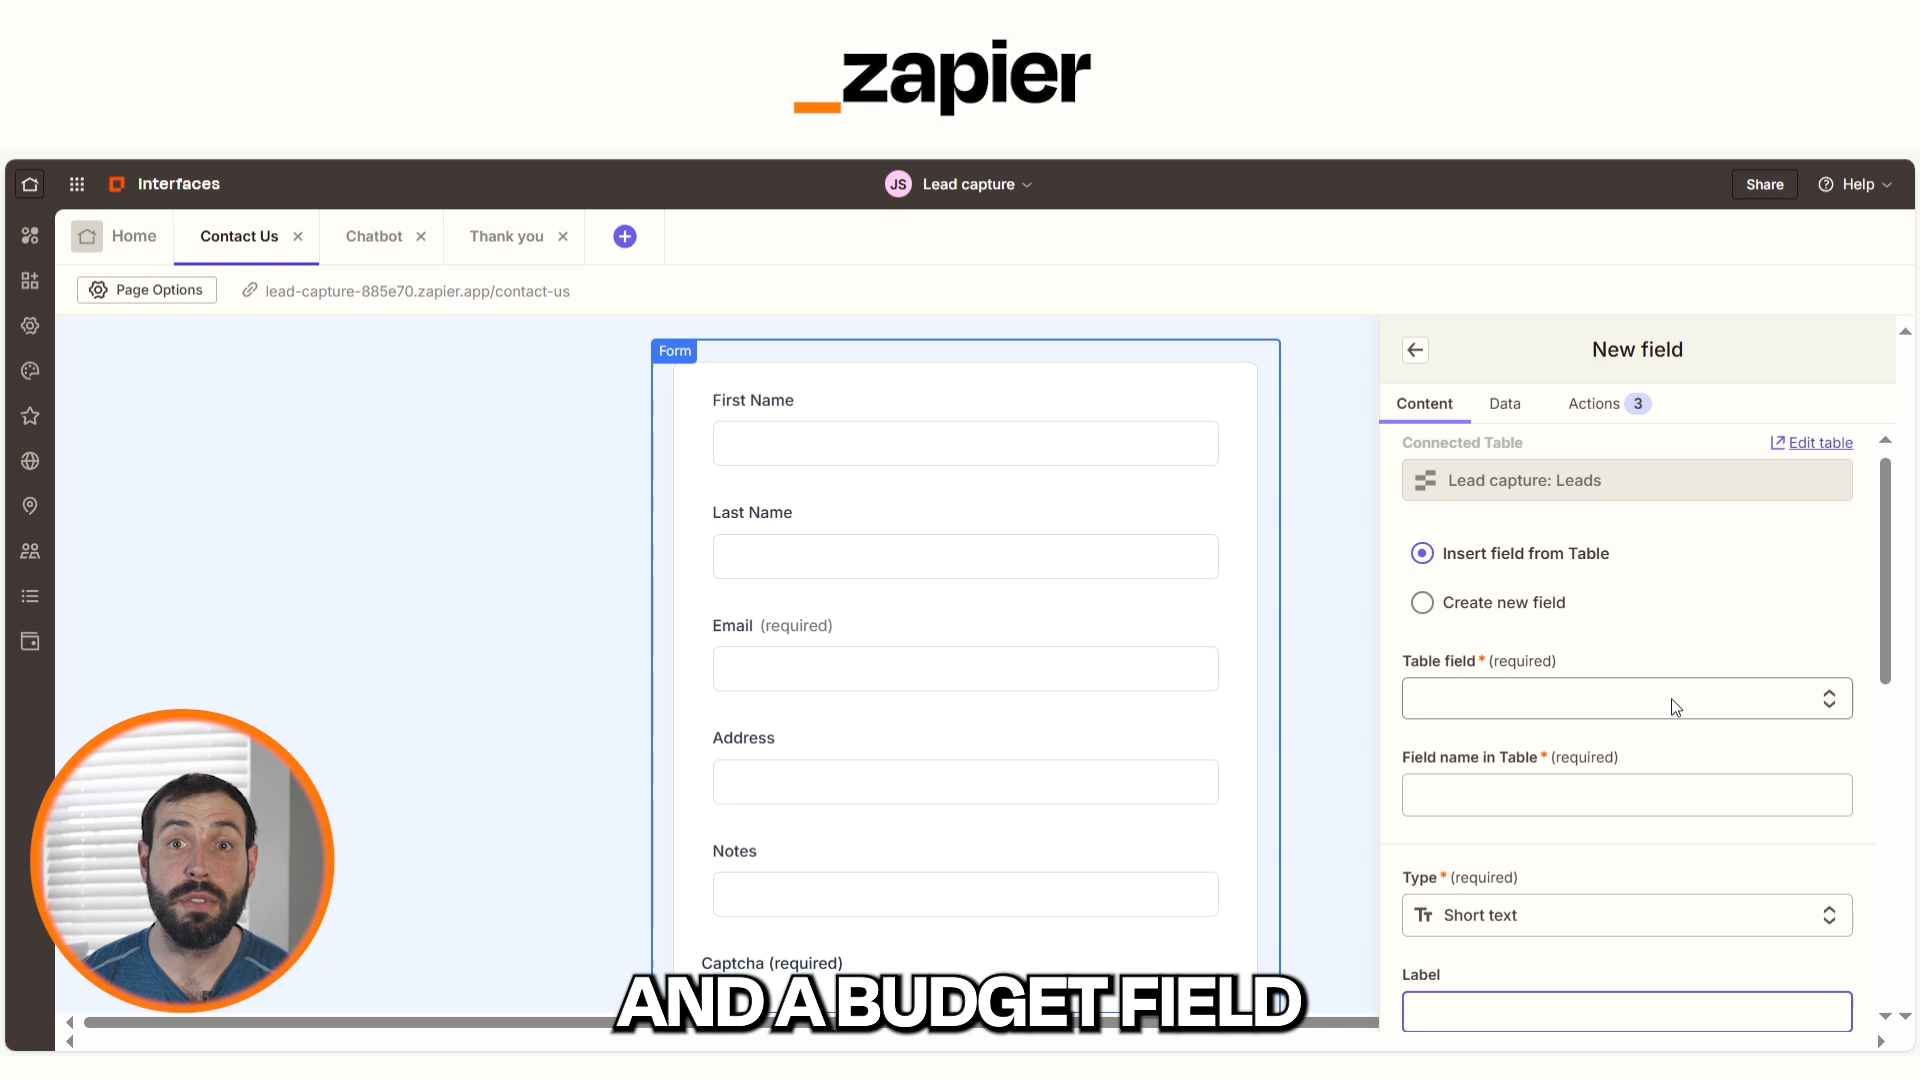 _zapier
Interfaces
JS Lead capture
Share
Help
Home
Contact Us
Chatbot
Thank you
Page Options
lead-capture-885e70.zapier.app/contact-us
Form
First Name
Last Name
Email (required)
Address
Notes
Captcha (required)
New field
Content
Data
Actions 3
Connected Table
Edit table
Lead capture: Leads
Insert field from Table
Create new field
Table field * (required)
Field name in Table * (required)
Type * (required)
Tт Short text
Label
AND A BUDGET FIELD